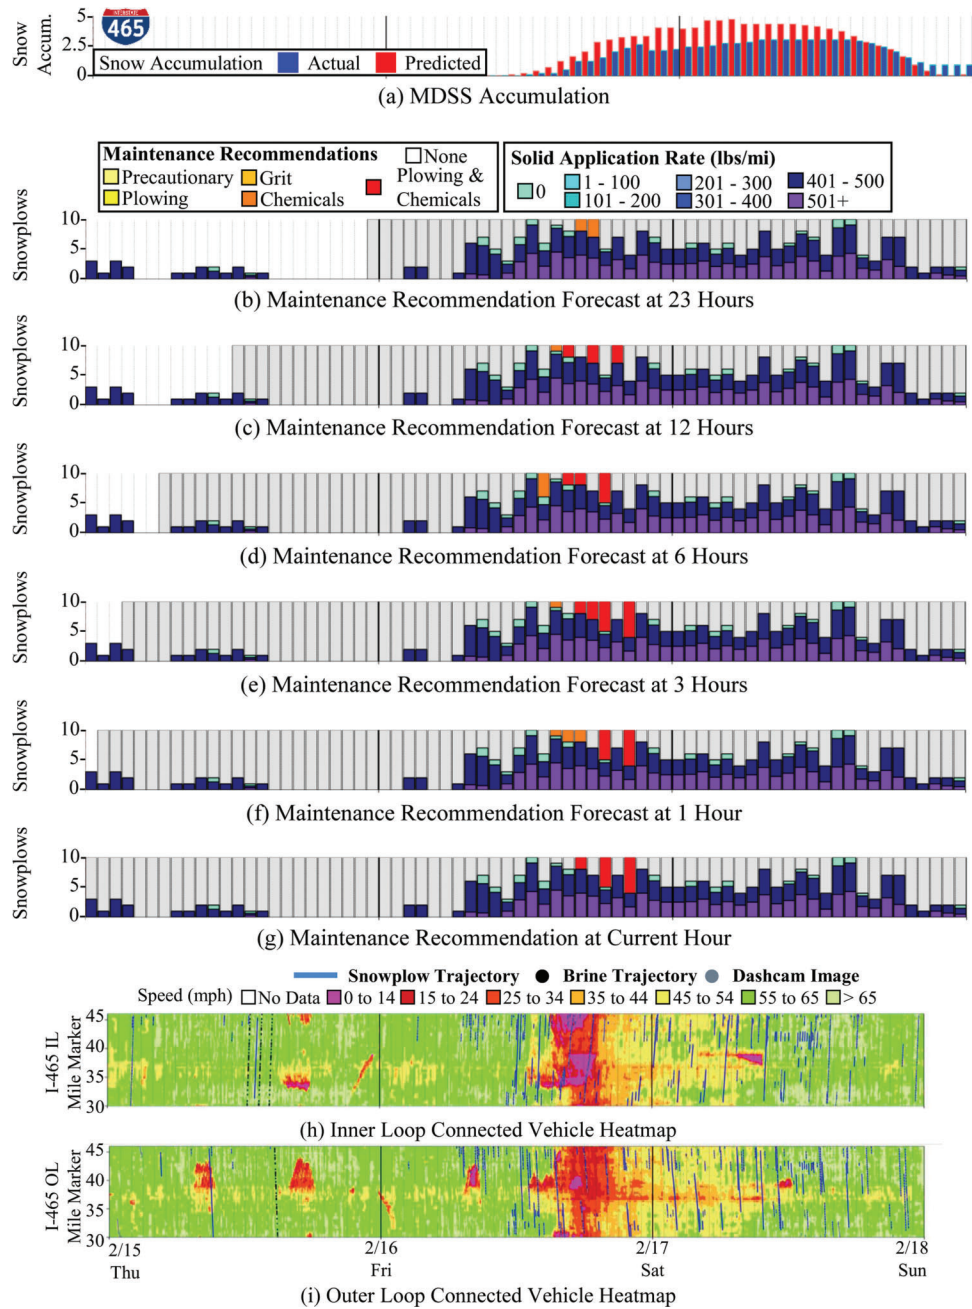 Snow
Accum.
5
2.5
0
INTERSTATE
465
Snow Accumulation Actual Predicted
(a) MDSS Accumulation
Maintenance Recommendations None
Precautionary Grit Plowing &
Plowing Chemicals Chemicals
Solid Application Rate (lbs/mi)
0 1 - 100 201 - 300 401 - 500
101 - 200 301 - 400 501+
Snowplows
10
5
0
(b) Maintenance Recommendation Forecast at 23 Hours
Snowplows
10
5
0
(c) Maintenance Recommendation Forecast at 12 Hours
Snowplows
10
5
0
(d) Maintenance Recommendation Forecast at 6 Hours
Snowplows
10
5
0
(e) Maintenance Recommendation Forecast at 3 Hours
Snowplows
10
5
0
(f) Maintenance Recommendation Forecast at 1 Hour
Snowplows
10
5
0
(g) Maintenance Recommendation at Current Hour
Snowplow Trajectory Brine Trajectory Dashcam Image
Speed (mph) No Data 0 to 14 15 to 24 25 to 34 35 to 44 45 to 54 55 to 65 > 65
I-465 IL
Mile Marker
45
40
35
30
(h) Inner Loop Connected Vehicle Heatmap
I-465 OL
Mile Marker
45
40
35
30
2/15 2/16 2/17 2/18
Thu Fri Sat Sun
(i) Outer Loop Connected Vehicle Heatmap